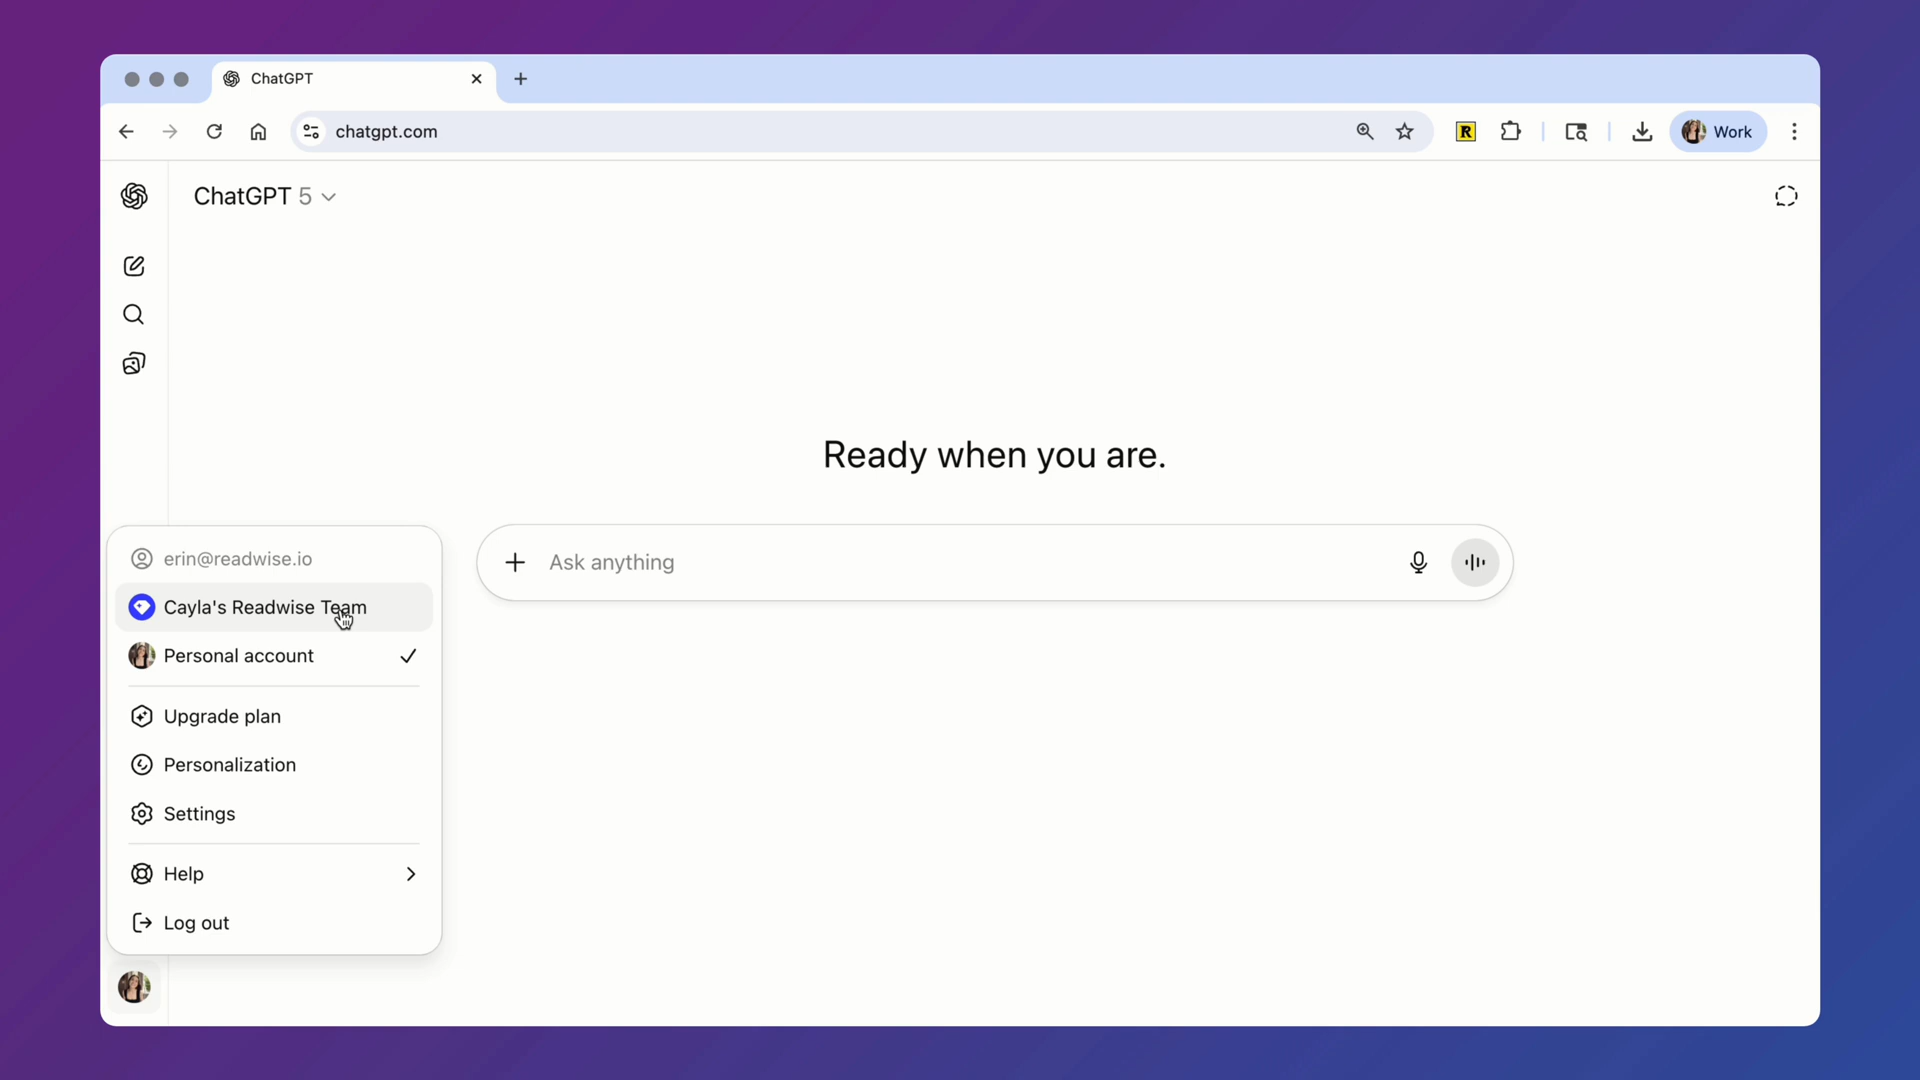 ChatGPT
chatgpt.com
R
Work
ChatGPT 5
Ready when you are.
Ask anything
erin@readwise.io
Cayla's Readwise Team
Personal account
Upgrade plan
Personalization
Settings
Help
Log out